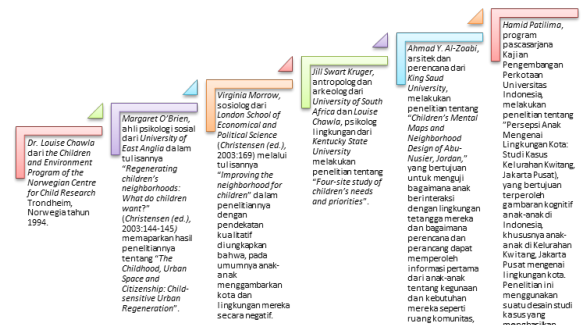 Dr. Louise Chawla
dari the Children
and Environment
Program of the
Norwegian Centre
for Child Research
Trondheim,
Norwegia tahun
1994.
Margaret O'Brien,
ahli psikologi sosial
dari University of
East Anglia dalam
tulisannya
"Regenerating
children's
neighborhoods:
What do children
want?"
(Christensen (ed.),
2003:144-145)
memaparkan hasil
penelitiannya
tentang "The
Childhood, Urban
Space and
Citizenship: Child-
sensitive Urban
Regeneration".
Virginia Morrow,
sosiolog dari
London School of
Economical and
Political Science
(Christensen (ed.),
2003:169) melalui
tulisannya
"Improving the
neighborhood for
children" dalam
penelitiannya
dengan
pendekatan
kualitatif
diungkapkan
bahwa, pada
umumnya anak-
anak
menggambarkan
kota dan
lingkungan mereka
secara negatif.
Jill Swart Kruger,
antropolog dan
arkeolog dari
University of South
Africa dan Louise
Chawla, psikolog
lingkungan dari
Kentucky State
University
melakukan
penelitian tentang
"Four-site study of
children's needs
and priorities".
Ahmad Y. Al-Zoabi,
arsitek dan
perencana dari
King Saud
University,
melakukan
penelitian tentang
"Children's Mental
Maps and
Neighborhood
Design of Abu-
Nusier, Jordan,"
yang bertujuan
untuk menguji
bagaimana anak
berinteraksi
dengan lingkungan
tetangga mereka
dan bagaimana
perencana dan
perancang dapat
memperoleh
informasi pertama
dari anak-anak
tentang kegunaan
dan kebutuhan
mereka seperti
ruang komunitas,
Hamid Patilima,
program
pascasarjana
Kajian
Pengembangan
Perkotaan
Universitas
Indonesia,
melakukan
penelitian tentang
"Persepsi Anak
Mengenai
Lingkungan Kota:
Studi Kasus
Kelurahan Kwitang,
Jakarta Pusat),
yang bertujuan
terperoleh
gambaran kognitif
anak-anak di
Indonesia,
khususnya anak-
anak di Kelurahan
Kwitang, Jakarta
Pusat mengenai
lingkungan kota.
Penelitian ini
menggunakan
suatu desain studi
kasus yang
menghasilkan